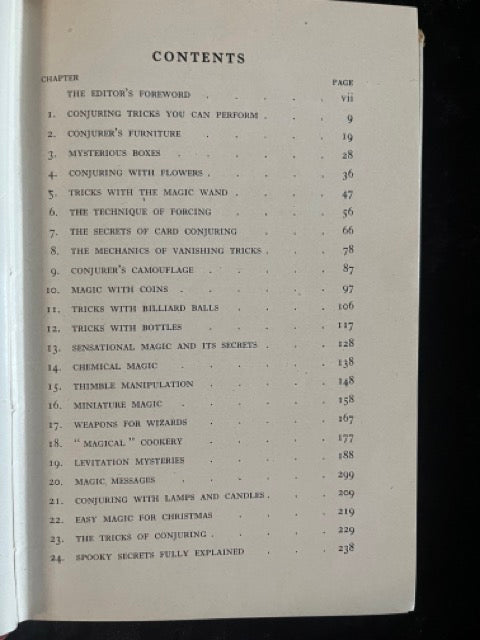 CONTENTS
CHAPTER PAGE
THE EDITOR'S FOREWORD . . . . vii
1. CONJURING TRICKS YOU CAN PERFORM . . . 9
2. CONJURER'S FURNITURE . . . . 19
3. MYSTERIOUS BOXES . . . . . 28
4. CONJURING WITH FLOWERS . . . . 36
5. TRICKS WITH THE MAGIC WAND . . . . 47
6. THE TECHNIQUE OF FORCING . . . . 56
7. THE SECRETS OF CARD CONJURING . . . 66
8. THE MECHANICS OF VANISHING TRICKS . . . 78
9. CONJURER'S CAMOUFLAGE . . . . 87
10. MAGIC WITH COINS . . . . . 97
11. TRICKS WITH BILLIARD BALLS . . . . 106
12. TRICKS WITH BOTTLES . . . . 117
13. SENSATIONAL MAGIC AND ITS SECRETS . . . 128
14. CHEMICAL MAGIC . . . . . 138
15. THIMBLE MANIPULATION . . . . 148
16. MINIATURE MAGIC . . . . . 158
17. WEAPONS FOR WIZARDS . . . . 167
18. "MAGICAL" COOKERY . . . . 177
19. LEVITATION MYSTERIES . . . . 188
20. MAGIC MESSAGES . . . . . 299
21. CONJURING WITH LAMPS AND CANDLES . . . 209
22. EASY MAGIC FOR CHRISTMAS . . . . 219
23. THE TRICKS OF CONJURING . . . . 229
24. SPOOKY SECRETS FULLY EXPLAINED . . . 238